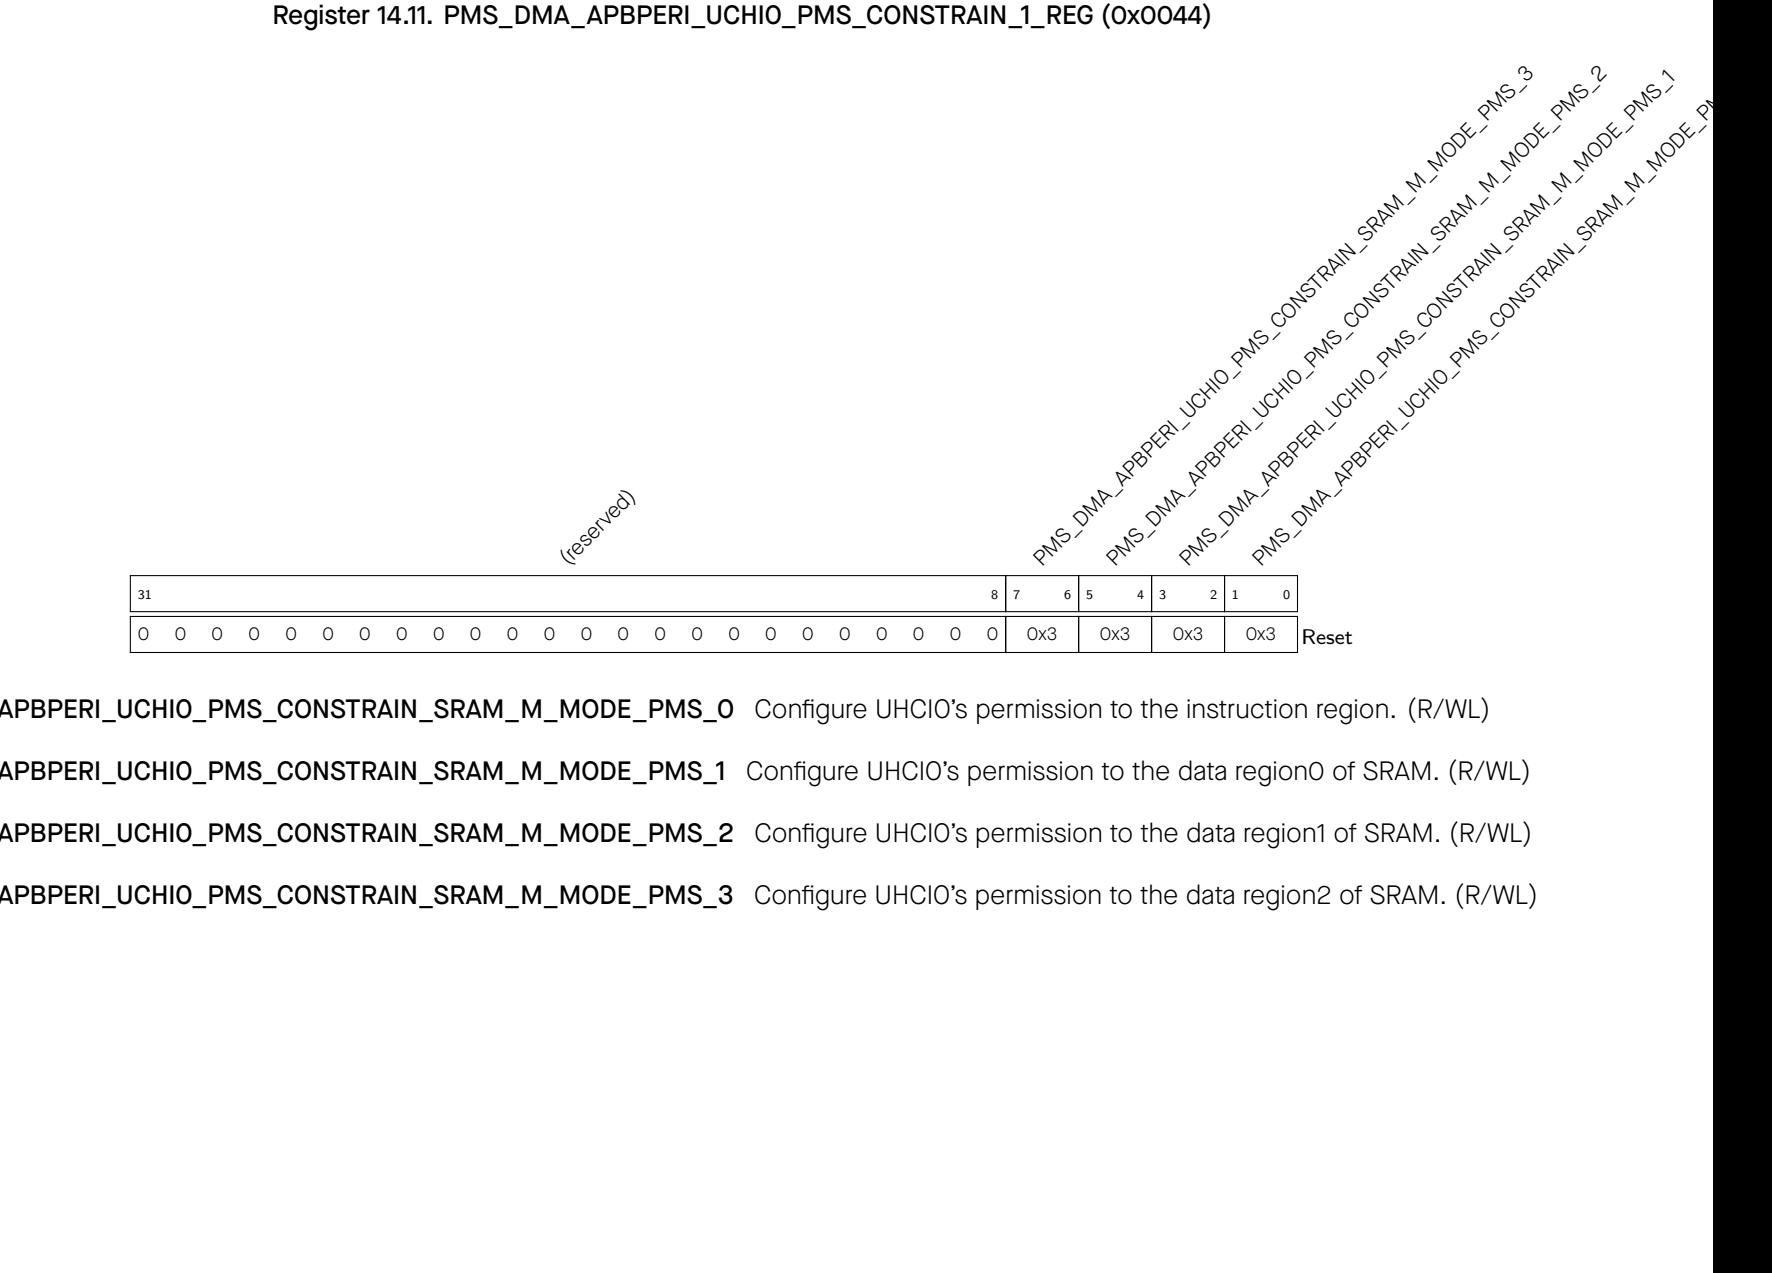 Register 14.11. PMS_DMA_APBPERI_UCHI0_PMS_CONSTRAIN_1_REG (0x0044)
(reserved)
PMS_DMA_APBPERI_UCHI0_PMS_CONSTRAIN_SRAM_M_MODE_PMS_3
PMS_DMA_APBPERI_UCHI0_PMS_CONSTRAIN_SRAM_M_MODE_PMS_2
PMS_DMA_APBPERI_UCHI0_PMS_CONSTRAIN_SRAM_M_MODE_PMS_1
PMS_DMA_APBPERI_UCHI0_PMS_CONSTRAIN_SRAM_M_MODE_PM
31 8 7 6 5 4 3 2 1 0
0 0 0 0 0 0 0 0 0 0 0 0 0 0 0 0 0 0 0 0 0 0 0 0 0x3 0x3 0x3 0x3 Reset
APBPERI_UCHI0_PMS_CONSTRAIN_SRAM_M_MODE_PMS_0 Configure UHCI0's permission to the instruction region. (R/WL)
APBPERI_UCHI0_PMS_CONSTRAIN_SRAM_M_MODE_PMS_1 Configure UHCI0's permission to the data region0 of SRAM. (R/WL)
APBPERI_UCHI0_PMS_CONSTRAIN_SRAM_M_MODE_PMS_2 Configure UHCI0's permission to the data region1 of SRAM. (R/WL)
APBPERI_UCHI0_PMS_CONSTRAIN_SRAM_M_MODE_PMS_3 Configure UHCI0's permission to the data region2 of SRAM. (R/WL)